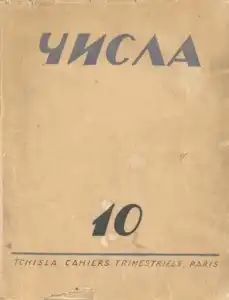 ЧИСЛА
10
TCHISLA CAHIERS TRIMESTRIELS, PARIS